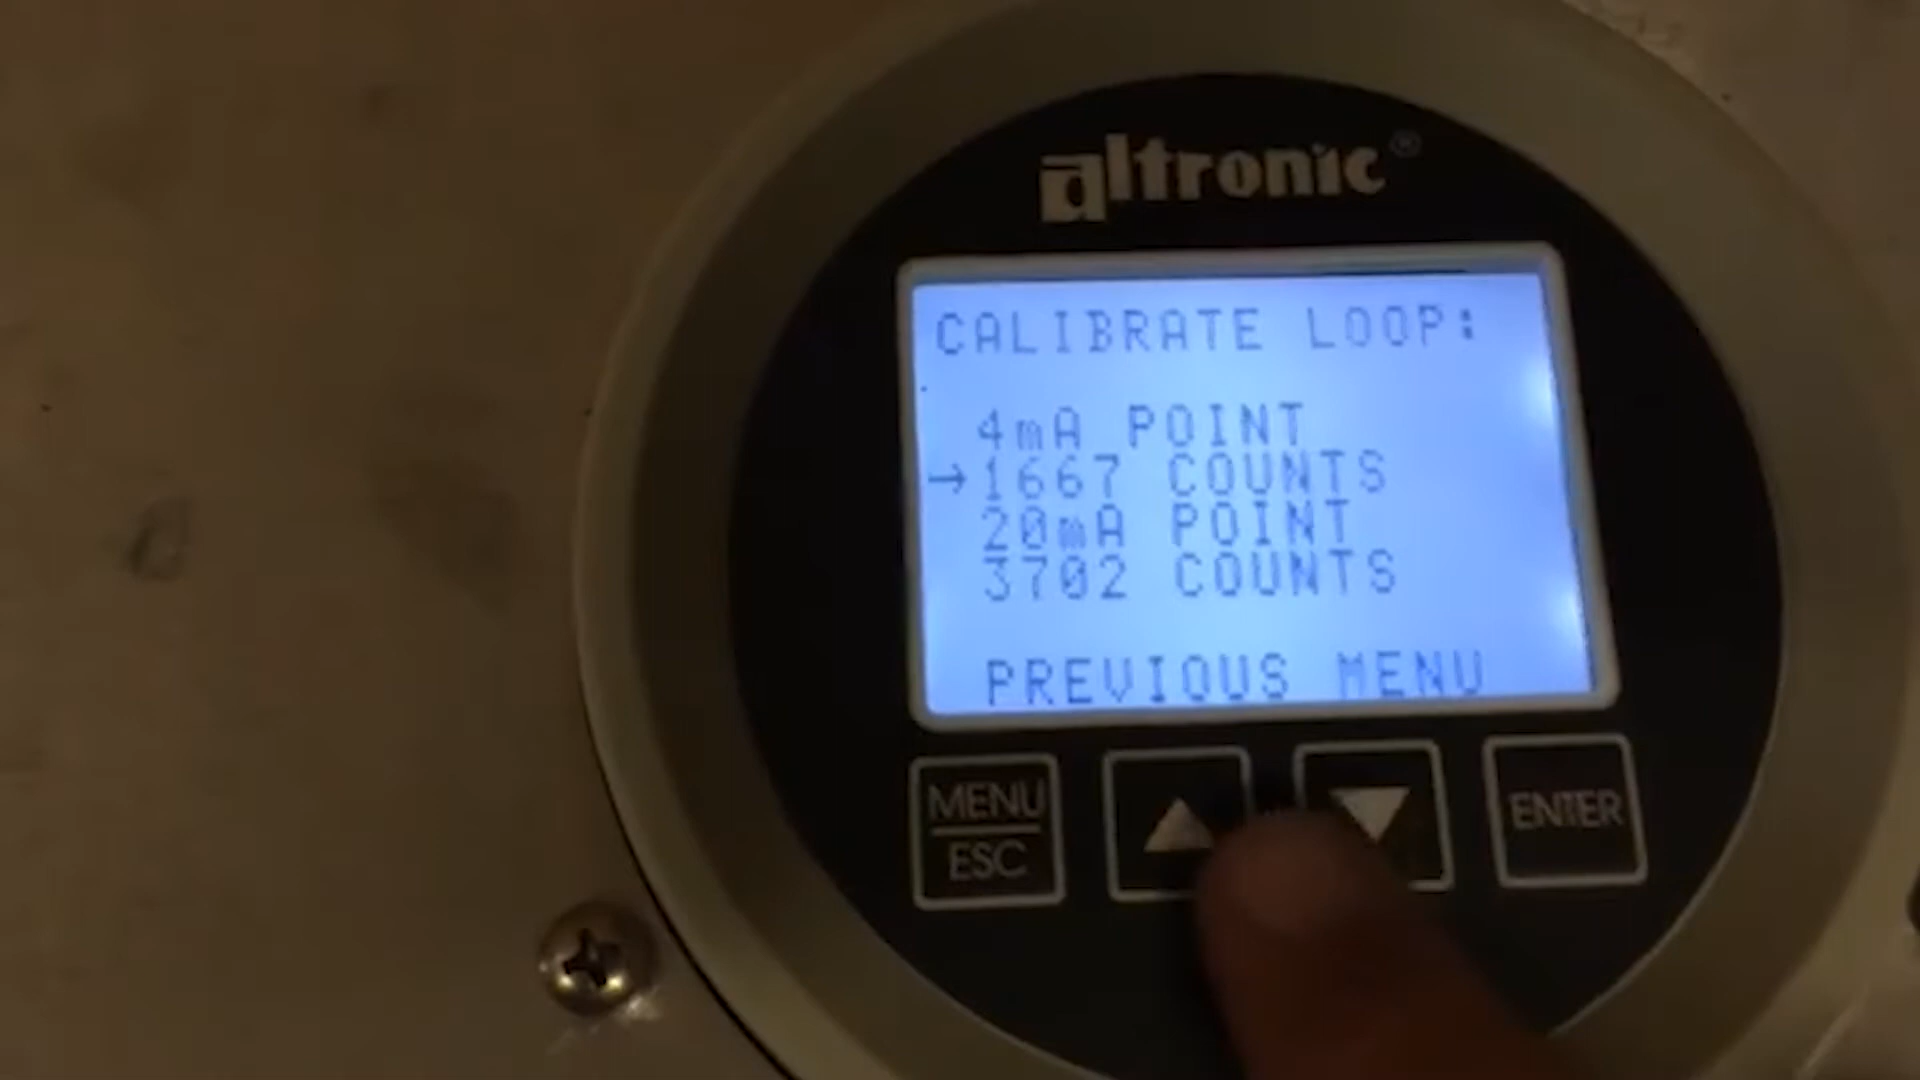 altronic®
CALIBRATE LOOP:
4mA POINT
→1667 COUNTS
20mA POINT
3702 COUNTS
PREVIOUS MENU
MENU
ESC
ENTER